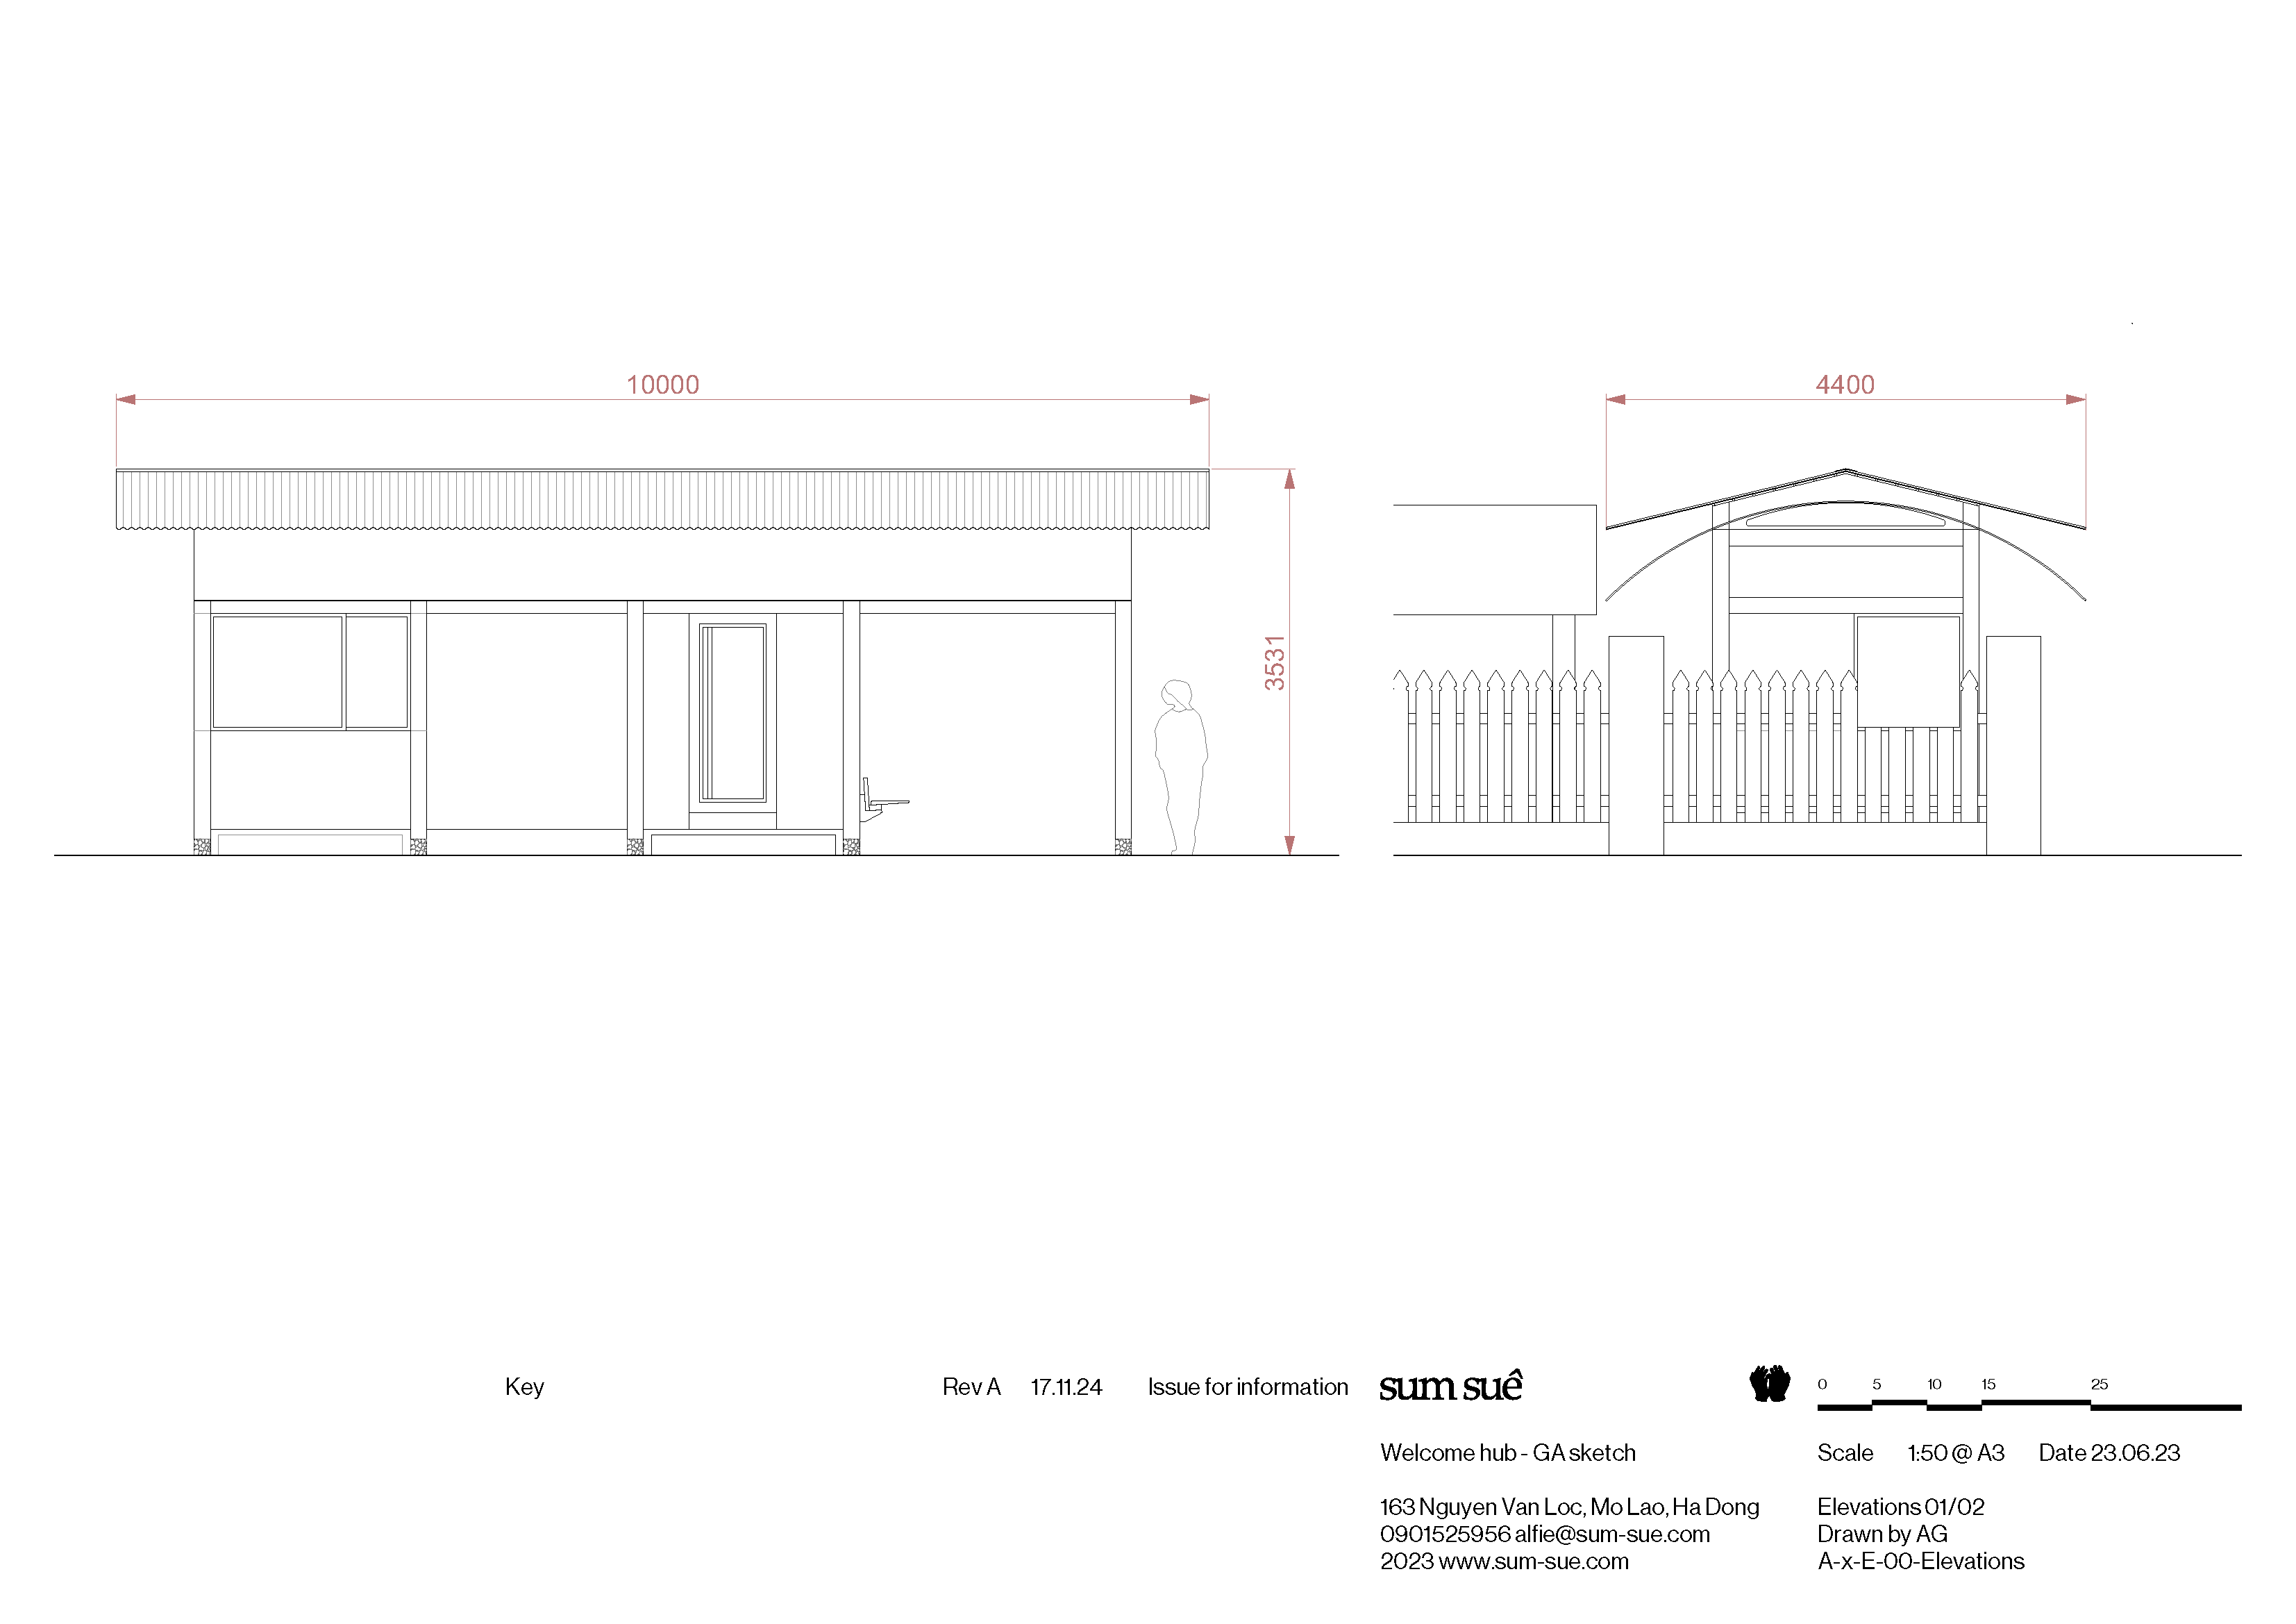 10000
4400
3531
Key
Rev A 17.11.24 Issue for information
sum suê
0 5 10 15 25
Welcome hub - GA sketch
Scale 1:50 @ A3 Date 23.06.23
163 Nguyen Van Loc, Mo Lao, Ha Dong
0901525956 alfie@sum-sue.com
2023 www.sum-sue.com
Elevations 01/02
Drawn by AG
A-x-E-00-Elevations